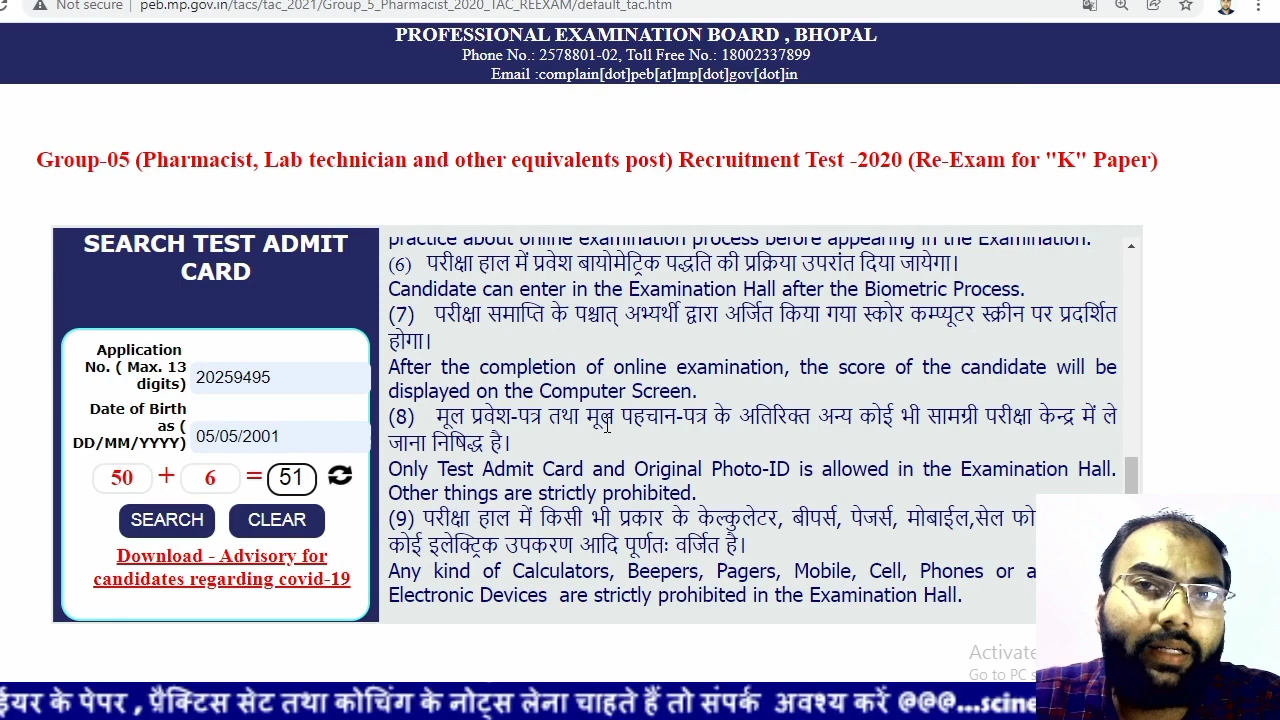 Not secure
peb.mp.gov.in/tacs/tac_2021/Group_5_Pharmacist_2020_TAC_REEXAM/default_tac.htm
PROFESSIONAL EXAMINATION BOARD , BHOPAL
Phone No.: 2578801-02, Toll Free No.: 18002337899
Email :complain[dot]peb[at]mp[dot]gov[dot]in
Group-05 (Pharmacist, Lab technician and other equivalents post) Recruitment Test -2020 (Re-Exam for "K" Paper)
SEARCH TEST ADMIT
CARD
Application
No. ( Max. 13
digits)
20259495
Date of Birth
as (
DD/MM/YYYY)
05/05/2001
50 + 6 = 51
SEARCH
CLEAR
Download - Advisory for
candidates regarding covid-19
practice about online examination process before appearing in the Examination.
(6) परीक्षा हाल में प्रवेश बायोमेट्रिक पद्धति की प्रक्रिया उपरांत दिया जायेगा।
Candidate can enter in the Examination Hall after the Biometric Process.
(7) परीक्षा समाप्ति के पश्चात् अभ्यर्थी द्वारा अर्जित किया गया स्कोर कम्प्यूटर स्क्रीन पर प्रदर्शित
होगा।
After the completion of online examination, the score of the candidate will be
displayed on the Computer Screen.
(8) मूल प्रवेश-पत्र तथा मूल पहचान-पत्र के अतिरिक्त अन्य कोई भी सामग्री परीक्षा केन्द्र में ले
जाना निषिद्ध है।
Only Test Admit Card and Original Photo-ID is allowed in the Examination Hall.
Other things are strictly prohibited.
(9) परीक्षा हाल में किसी भी प्रकार के केल्कुलेटर, बीपर्स, पेजर्स, मोबाईल,सेल फो
कोई इलेक्ट्रिक उपकरण आदि पूर्णतः वर्जित है।
Any kind of Calculators, Beepers, Pagers, Mobile, Cell, Phones or a
Electronic Devices are strictly prohibited in the Examination Hall.
Activate
Go to PC s
ईयर के पेपर , प्रैक्टिस सेट तथा कोचिंग के नोट्स लेना चाहते हैं तो संपर्क अवश्य करें @@@...scine